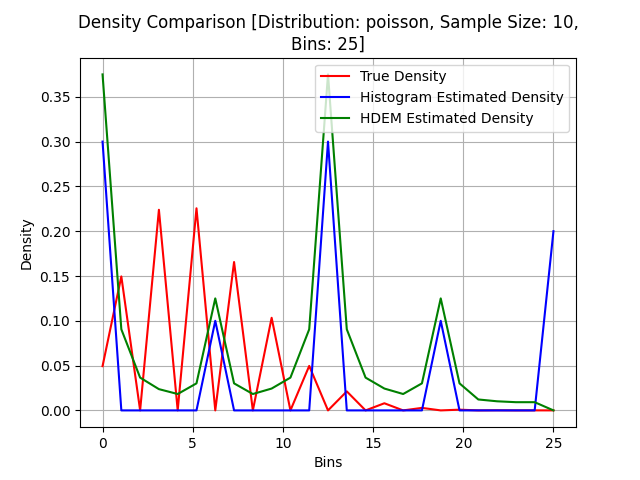 Density Comparison [Distribution: poisson, Sample Size: 10,
Bins: 25]
True Density
Histogram Estimated Density
HDEM Estimated Density
Density
0.35
0.30
0.25
0.20
0.15
0.10
0.05
0.00
0 5 10 15 20 25
Bins